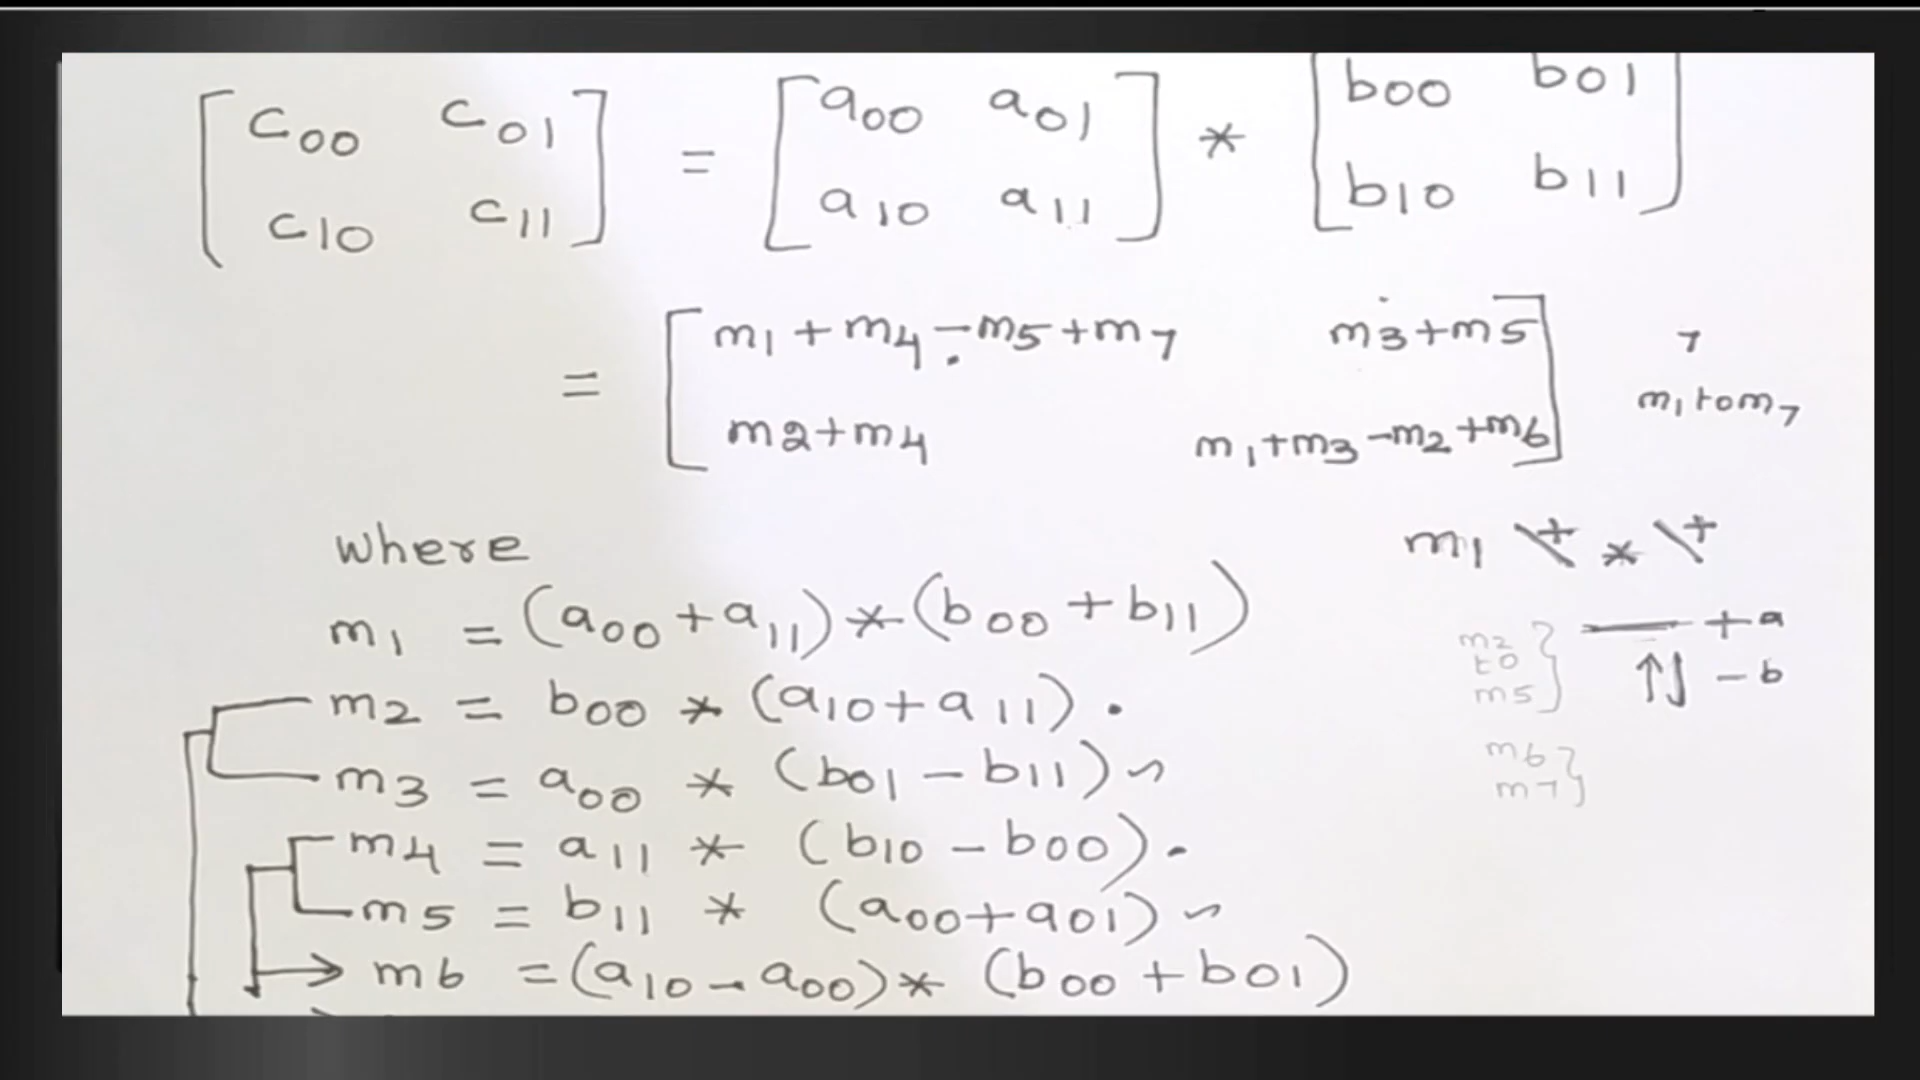 [ c00 c01 ] = [ a00 a01 ] * [ b00 b01 ]
[ c10 c11 ] [ a10 a11 ] [ b10 b11 ]
= [ m1 + m4 - m5 + m7 m3 + m5 ] 7
[ m2 + m4 m1 + m3 - m2 + m6 ] m1 to m7
where
m1 \+ * \+
m1 = (a00 + a11) * (b00 + b11)
m2 to m5 } — + a
↑↓ - b
m2 = b00 * (a10 + a11) .
m3 = a00 * (b01 - b11) ~
m6 m7 }
m4 = a11 * (b10 - b00) .
m5 = b11 * (a00 + a01) ~
m6 = (a10 - a00) * (b00 + b01)